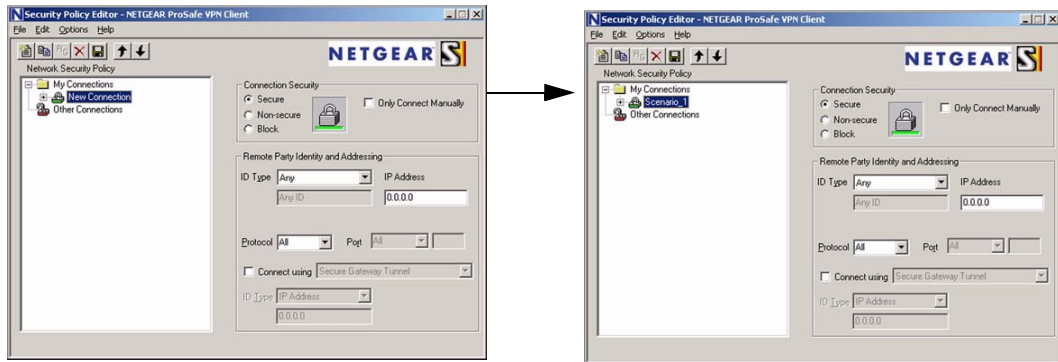 Security Policy Editor - NETGEAR ProSafe VPN Client
File Edit Options Help
NETGEAR S
Network Security Policy
My Connections
New Connection
Other Connections
Connection Security
Secure
Non-secure
Block
Only Connect Manually
Remote Party Identity and Addressing
ID Type Any IP Address
Any ID 0.0.0.0
Protocol All Port All
Connect using Secure Gateway Tunnel
ID Type IP Address
0.0.0.0
Security Policy Editor - NETGEAR ProSafe VPN Client
File Edit Options Help
NETGEAR S
Network Security Policy
My Connections
Scenario_1
Other Connections
Connection Security
Secure
Non-secure
Block
Only Connect Manually
Remote Party Identity and Addressing
ID Type Any IP Address
Any ID 0.0.0.0
Protocol All Port All
Connect using Secure Gateway Tunnel
ID Type IP Address
0.0.0.0